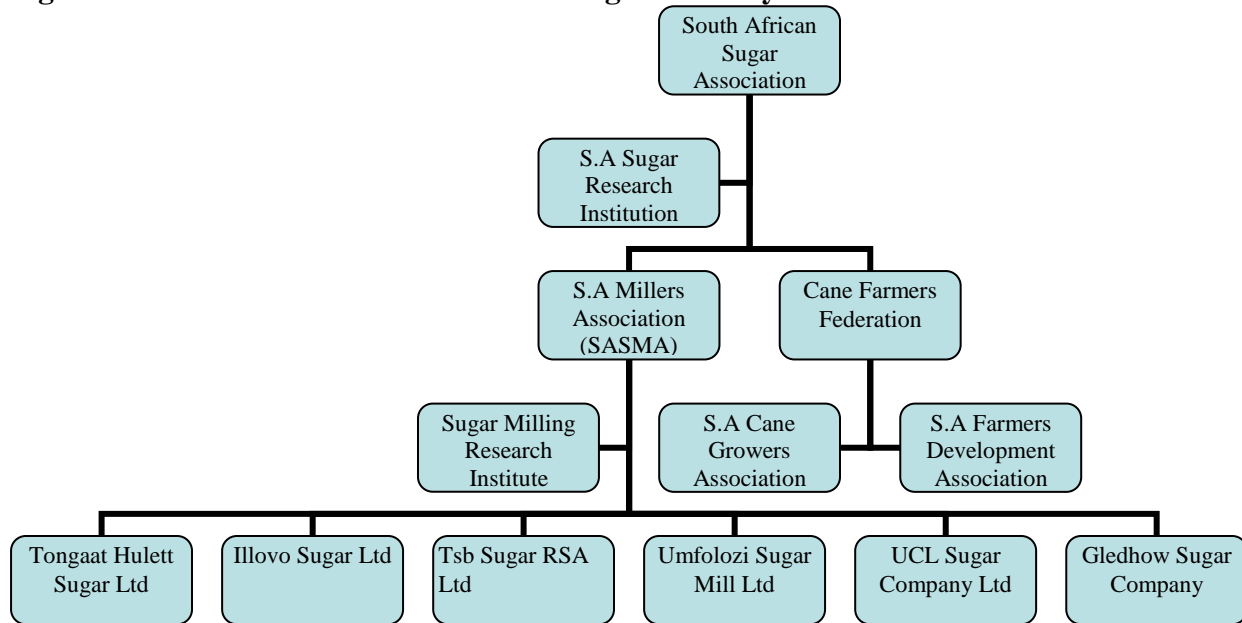 South African
Sugar
Association
S.A Sugar
Research
Institution
S.A Millers
Association
(SASMA)
Cane Farmers
Federation
Sugar Milling
Research
Institute
S.A Cane
Growers
Association
S.A Farmers
Development
Association
Tongaat Hulett
Sugar Ltd
Illovo Sugar Ltd
Tsb Sugar RSA
Ltd
Umfolozi Sugar
Mill Ltd
UCL Sugar
Company Ltd
Gledhow Sugar
Company